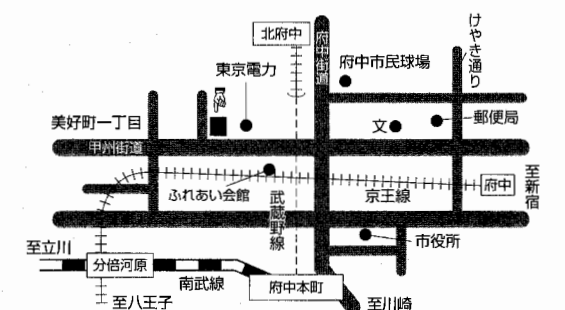 北府中
府中街道
けやき通り
東京電力
府中市民球場
美好町一丁目
文
郵便局
甲州街道
至新宿
府中
ふれあい会館
武蔵野線
京王線
市役所
至立川
分倍河原
南武線
府中本町
至八王子
至川崎